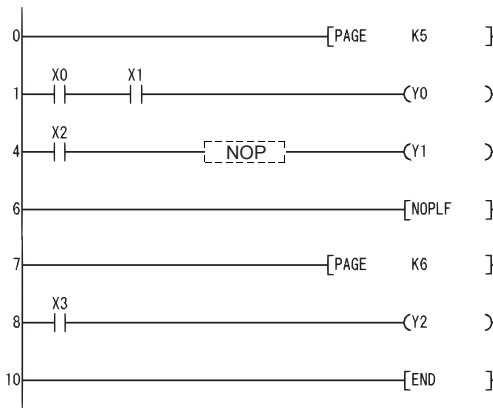 0 [PAGE K5 ]
X0 X1
1 (Y0 )
X2
4 NOP (Y1 )
6 [NOPLF ]
7 [PAGE K6 ]
X3
8 (Y2 )
10 [END ]